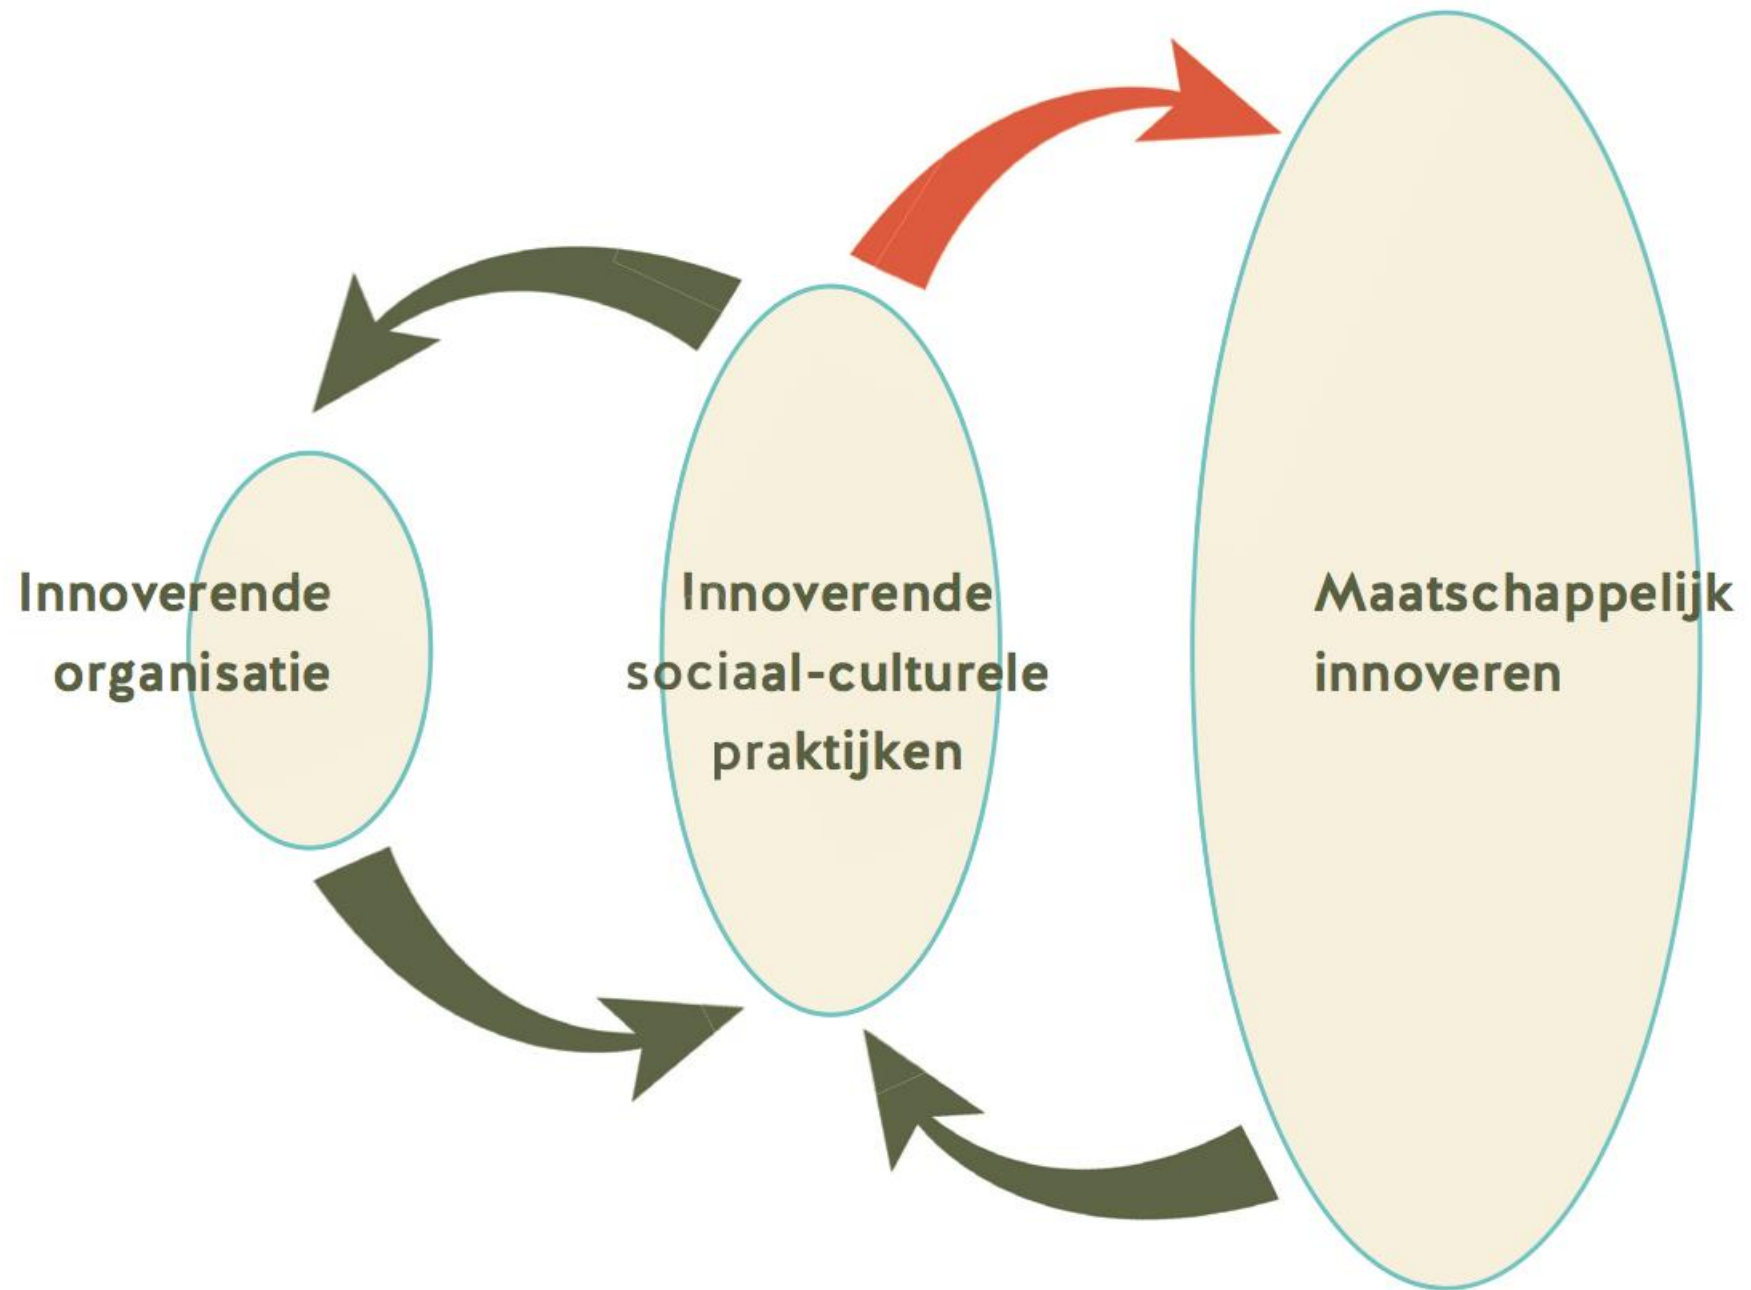 Innoverende
organisatie
Innoverende
sociaal-culturele
praktijken
Maatschappelijk
innoveren